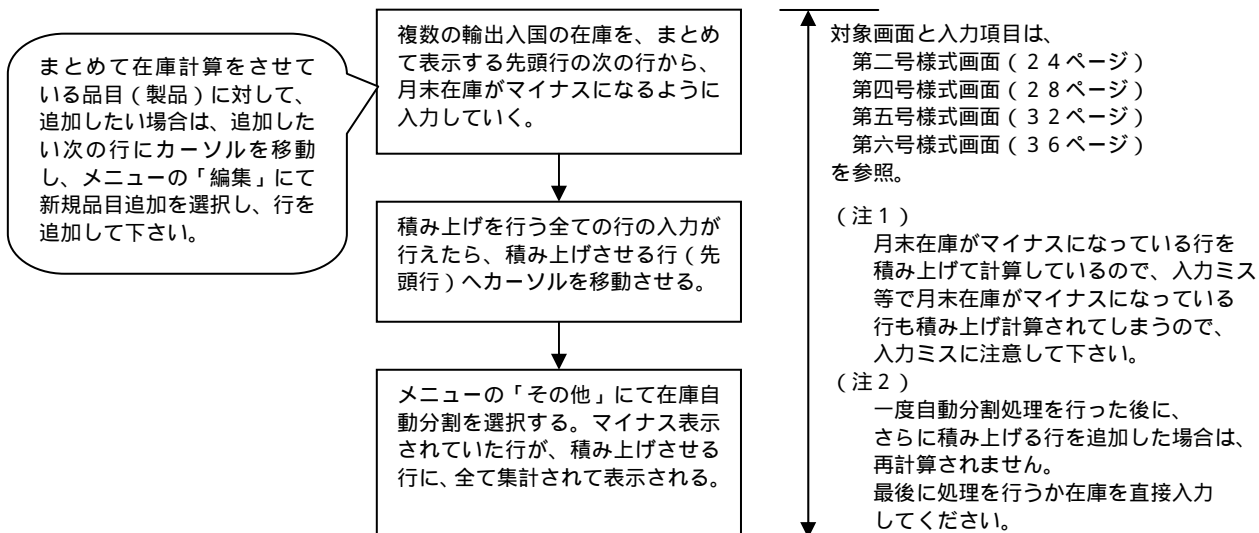 まとめて在庫計算をさせて
いる品目（製品）に対して、
追加したい場合は、追加した
い次の行にカーソルを移動
し、メニューの「編集」にて
新規品目追加を選択し、行を
追加して下さい。
複数の輸出入国の在庫を、まとめ
て表示する先頭行の次の行から、
月末在庫がマイナスになるように
入力していく。
積み上げを行う全ての行の入力が
行えたら、積み上げさせる行（先
頭行）へカーソルを移動させる。
メニューの「その他」にて在庫自
動分割を選択する。マイナス表示
されていた行が、積み上げさせる
行に、全て集計されて表示される。
対象画面と入力項目は、
第二号様式画面（２４ページ）
第四号様式画面（２８ページ）
第五号様式画面（３２ページ）
第六号様式画面（３６ページ）
を参照。
（注１）
月末在庫がマイナスになっている行を
積み上げて計算しているので、入力ミス
等で月末在庫がマイナスになっている
行も積み上げ計算されてしまうので、
入力ミスに注意して下さい。
（注２）
一度自動分割処理を行った後に、
さらに積み上げる行を追加した場合は、
再計算されません。
最後に処理を行うか在庫を直接入力
してください。